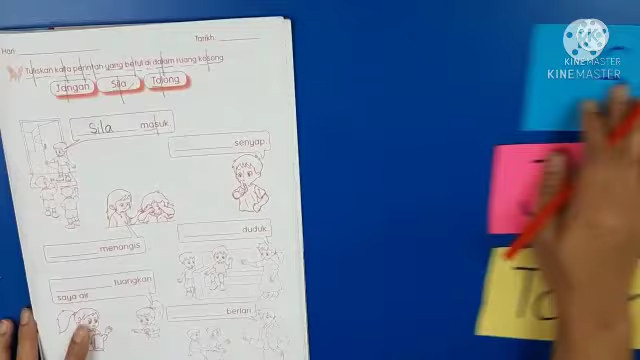 Hari: Tarikh:
Tuliskan kata perintah yang betul di dalam ruang kosong
Jangan Sila Tolong
Sila masuk
senyap
menangis
duduk
tuangkan
saya air
berlari
KINEMASTER
KINEMASTER